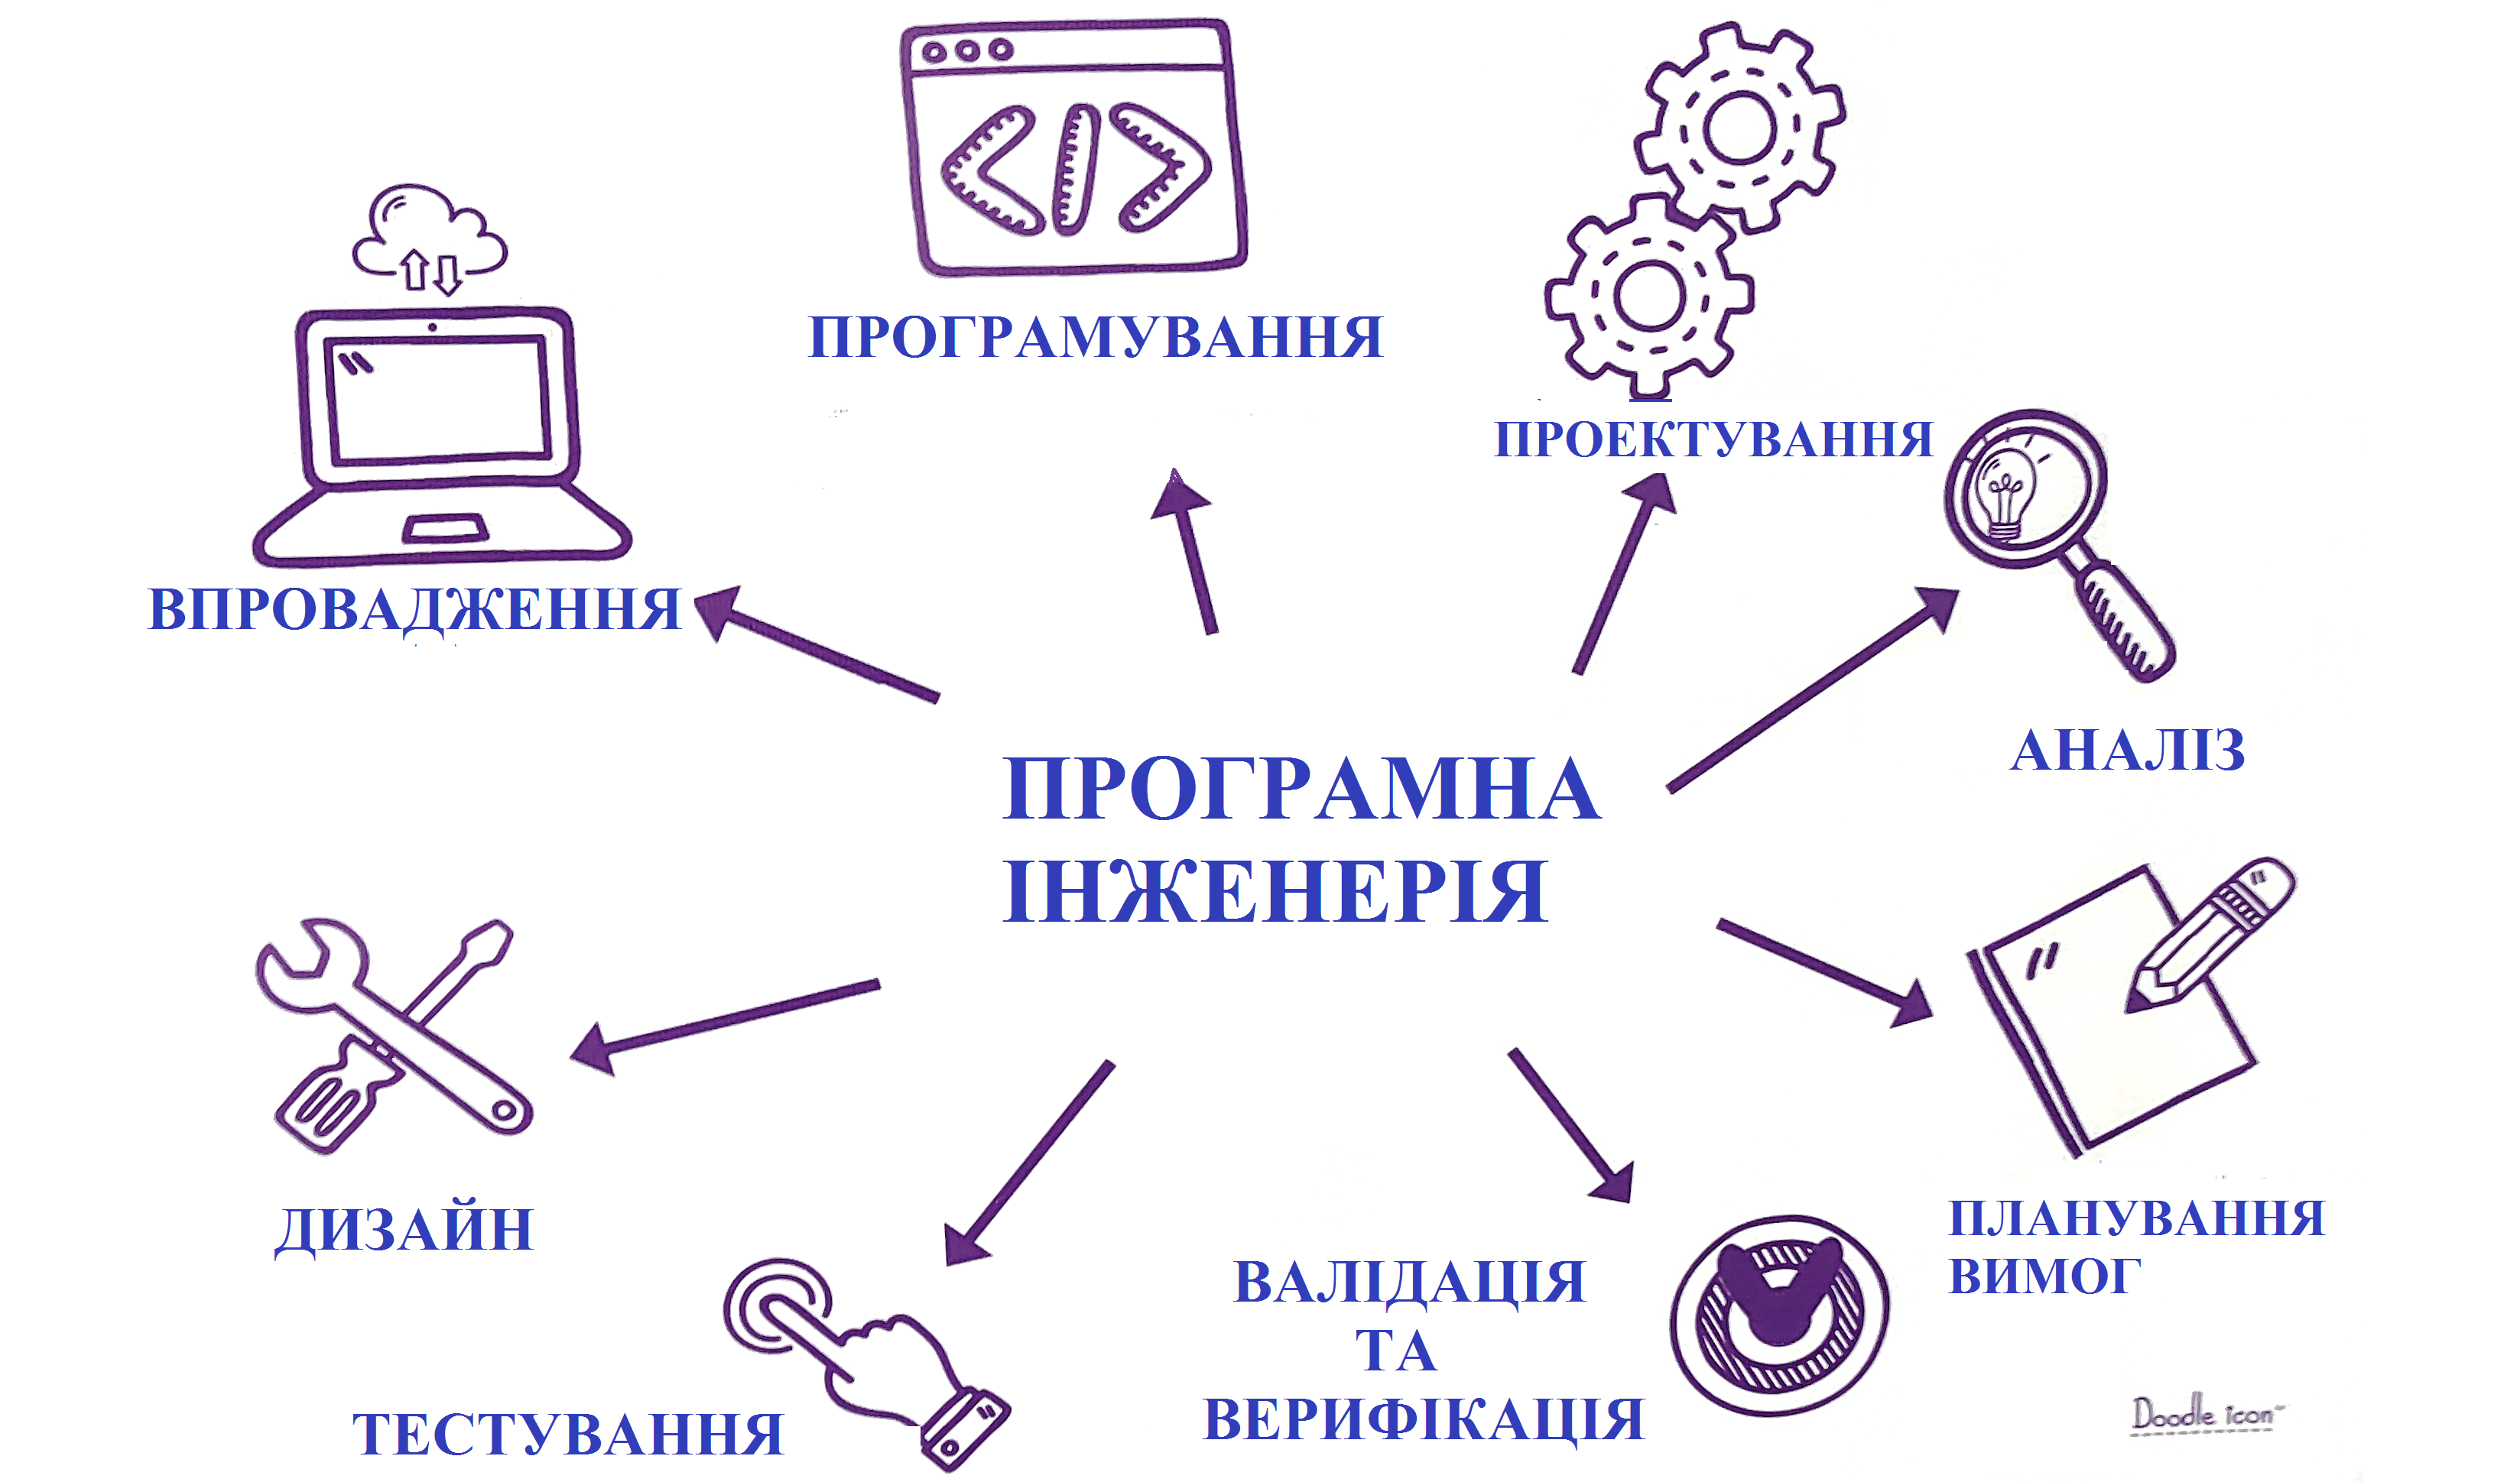 ПРОГРАМУВАННЯ
ПРОЕКТУВАННЯ
ВПРОВАДЖЕННЯ
АНАЛІЗ
ПРОГРАМНА
ІНЖЕНЕРІЯ
ДИЗАЙН
ПЛАНУВАННЯ
ВИМОГ
ВАЛІДАЦІЯ
ТА
ВЕРИФІКАЦІЯ
ТЕСТУВАННЯ
Doodle icon